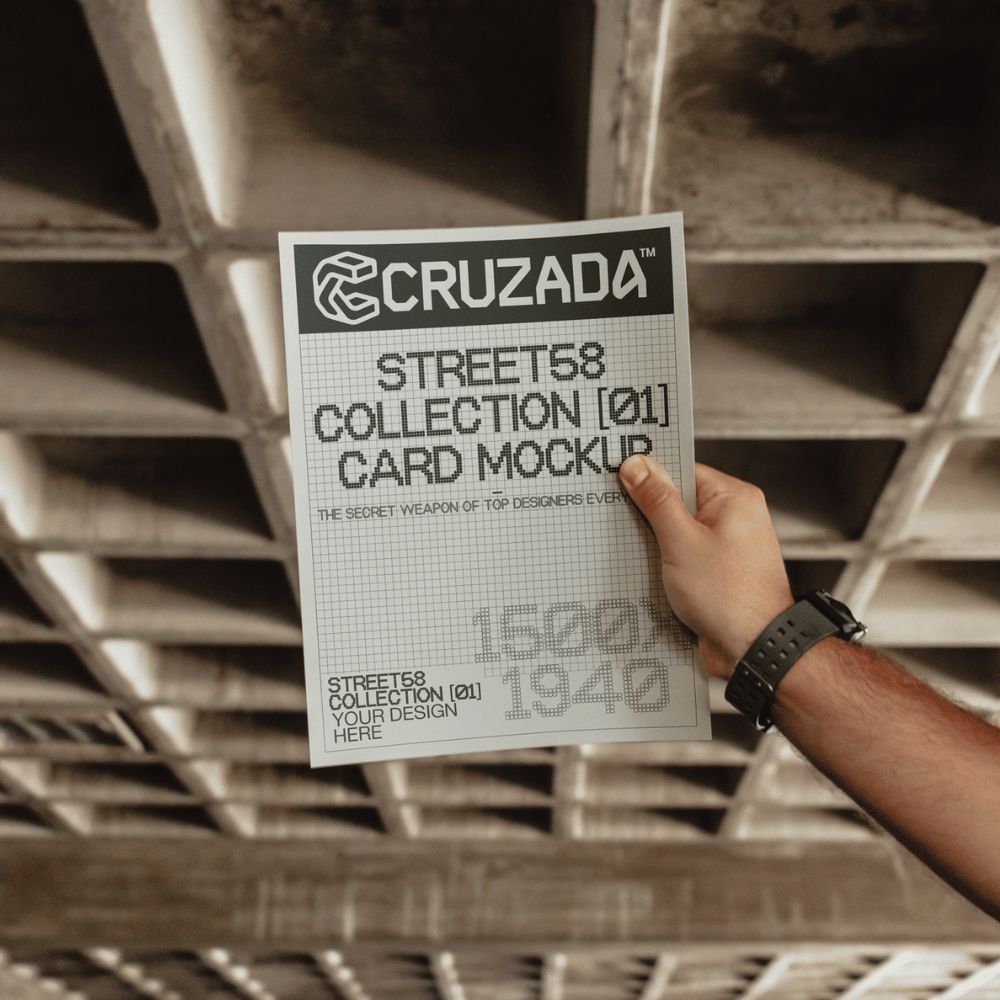 CRUZADA™
STREET58
COLLECTION [01]
CARD MOCKUP
THE SECRET WEAPON OF TOP DESIGNERS
1500X
1940
STREET58
COLLECTION [01]
YOUR DESIGN
HERE